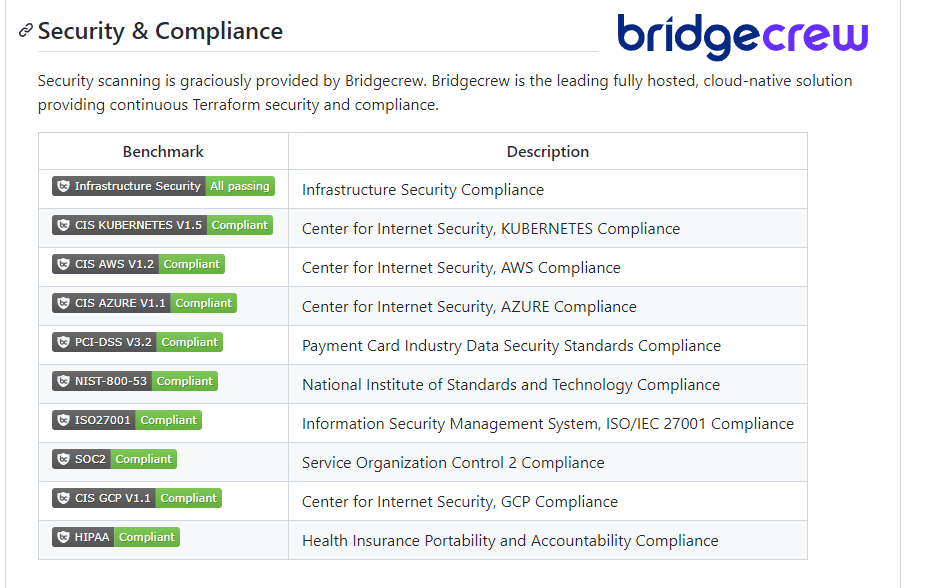 Security & Compliance
bridgecrew
Security scanning is graciously provided by Bridgecrew. Bridgecrew is the leading fully hosted, cloud-native solution
providing continuous Terraform security and compliance.
Benchmark Description
Infrastructure Security All passing Infrastructure Security Compliance
CIS KUBERNETES V1.5 Compliant Center for Internet Security, KUBERNETES Compliance
CIS AWS V1.2 Compliant Center for Internet Security, AWS Compliance
CIS AZURE V1.1 Compliant Center for Internet Security, AZURE Compliance
PCI-DSS V3.2 Compliant Payment Card Industry Data Security Standards Compliance
NIST-800-53 Compliant National Institute of Standards and Technology Compliance
ISO27001 Compliant Information Security Management System, ISO/IEC 27001 Compliance
SOC2 Compliant Service Organization Control 2 Compliance
CIS GCP V1.1 Compliant Center for Internet Security, GCP Compliance
HIPAA Compliant Health Insurance Portability and Accountability Compliance